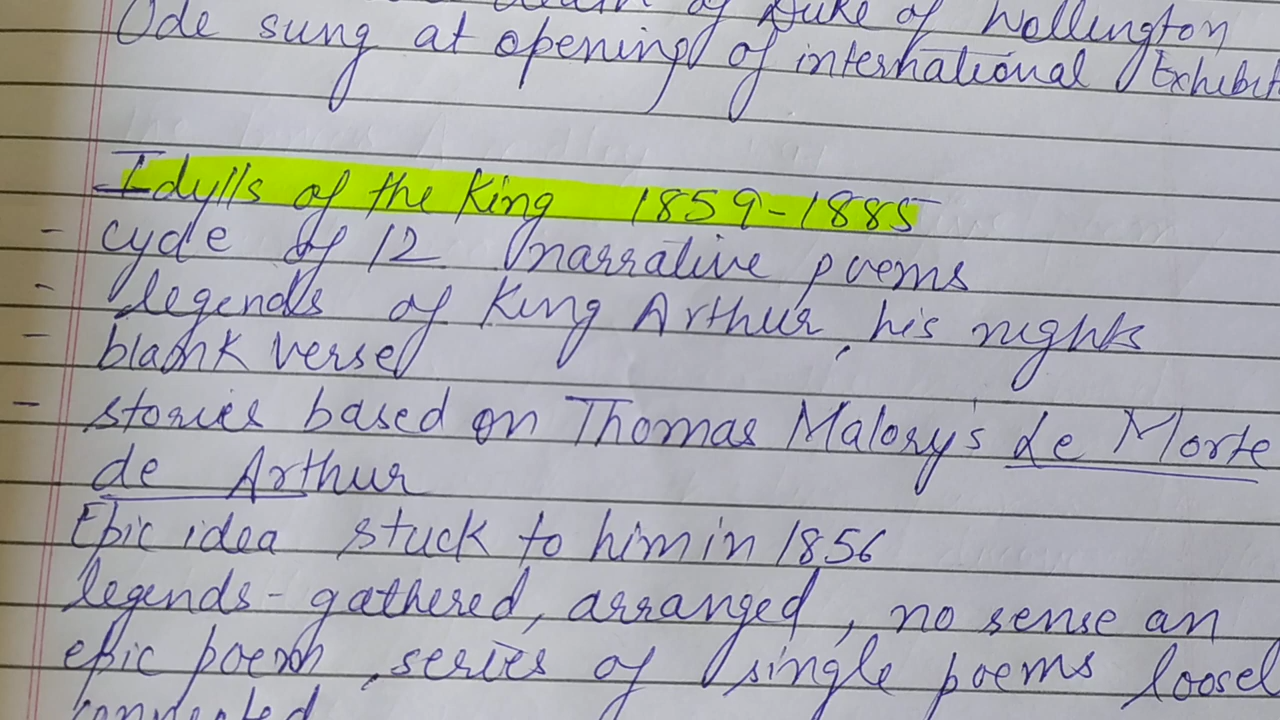 death of Duke of Wellington
Ode sung at opening of international Exhibit
Idylls of the King 1859-1885
- cycle of 12 narrative poems
- legends of King Arthur, his nights
- blank verse
- stories based on Thomas Malory's Le Morte
de Arthur
Epic idea stuck to him in 1856
legends - gathered, arranged, no sense an
epic poem, series of single poems loosel